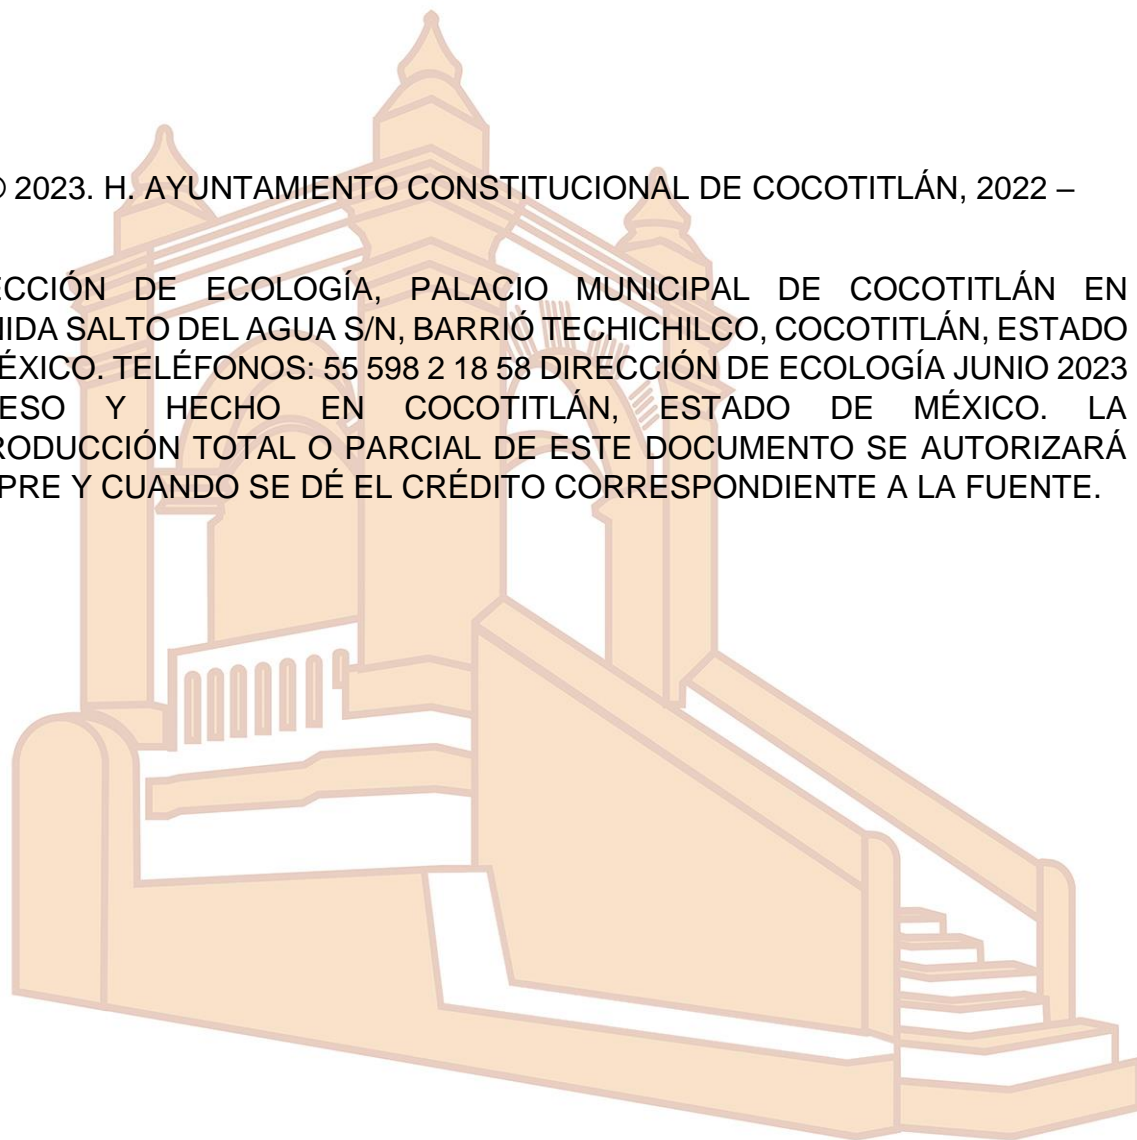 © 2023. H. AYUNTAMIENTO CONSTITUCIONAL DE COCOTITLÁN, 2022 –
ECCIÓN DE ECOLOGÍA, PALACIO MUNICIPAL DE COCOTITLÁN EN
NIDA SALTO DEL AGUA S/N, BARRIÓ TECHICHILCO, COCOTITLÁN, ESTADO
ÉXICO. TELÉFONOS: 55 598 2 18 58 DIRECCIÓN DE ECOLOGÍA JUNIO 2023
ESO Y HECHO EN COCOTITLÁN, ESTADO DE MÉXICO. LA
RODUCCIÓN TOTAL O PARCIAL DE ESTE DOCUMENTO SE AUTORIZARÁ
PRE Y CUANDO SE DÉ EL CRÉDITO CORRESPONDIENTE A LA FUENTE.